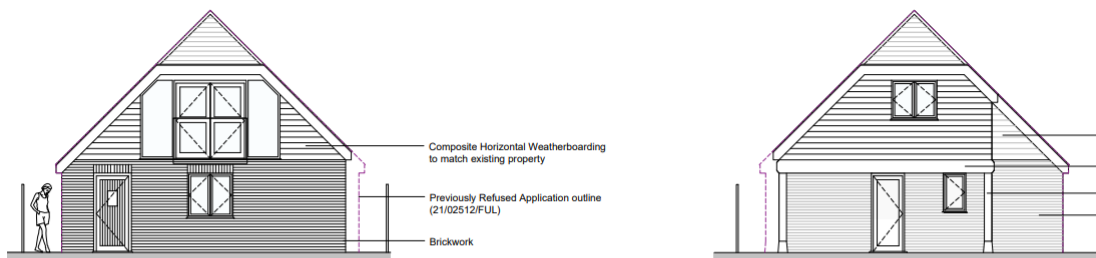 Composite Horizontal Weatherboarding
to match existing property
Previously Refused Application outline
(21/02512/FUL)
Brickwork